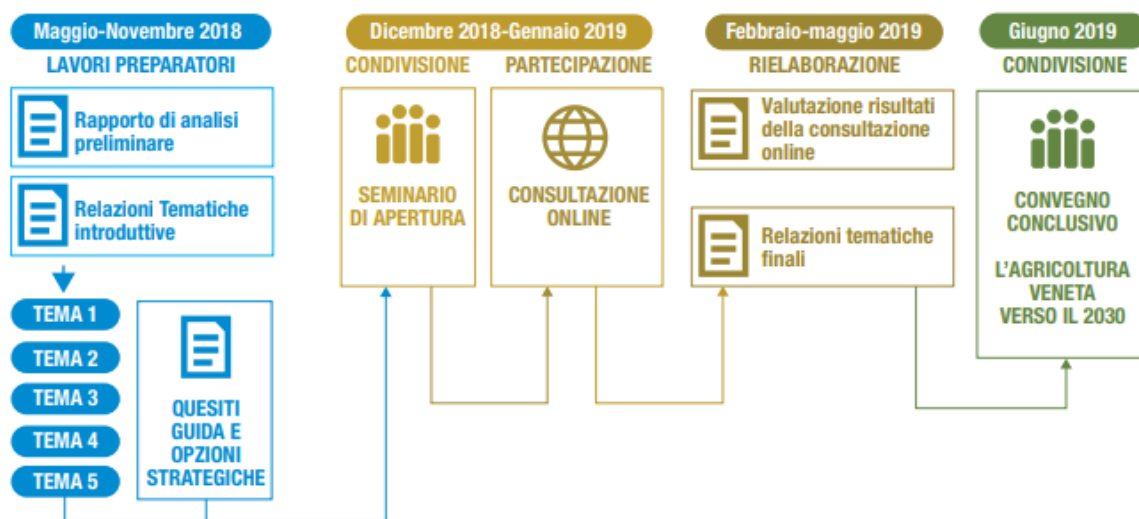 Maggio-Novembre 2018
LAVORI PREPARATORI
Rapporto di analisi
preliminare
Relazioni Tematiche
introduttive
TEMA 1
TEMA 2
TEMA 3
TEMA 4
TEMA 5
QUESITI
GUIDA E
OPZIONI
STRATEGICHE
Dicembre 2018-Gennaio 2019
CONDIVISIONE
SEMINARIO
DI APERTURA
PARTECIPAZIONE
CONSULTAZIONE
ONLINE
Febbraio-maggio 2019
RIELABORAZIONE
Valutazione risultati
della consultazione
online
Relazioni tematiche
finali
Giugno 2019
CONDIVISIONE
CONVEGNO
CONCLUSIVO
L'AGRICOLTURA
VENETA
VERSO IL 2030